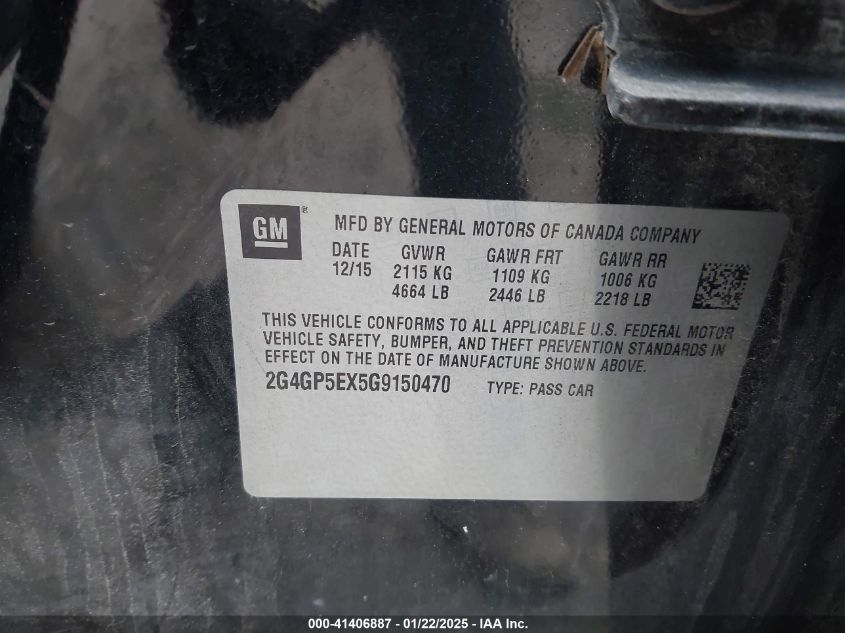 GM ®
MFD BY GENERAL MOTORS OF CANADA COMPANY
DATE GVWR GAWR FRT GAWR RR
12/15 2115 KG 1109 KG 1006 KG
4664 LB 2446 LB 2218 LB
THIS VEHICLE CONFORMS TO ALL APPLICABLE U.S. FEDERAL MOTOR
VEHICLE SAFETY, BUMPER, AND THEFT PREVENTION STANDARDS IN
EFFECT ON THE DATE OF MANUFACTURE SHOWN ABOVE.
2G4GP5EX5G9150470 TYPE: PASS CAR
000-41406887 - 01/22/2025 - IAA Inc.